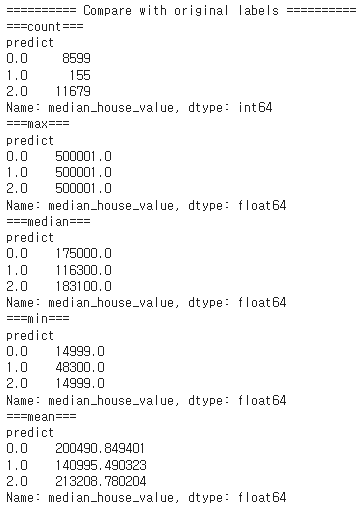 ========== Compare with original labels ==========
===count===
predict
0.0 8599
1.0 155
2.0 11679
Name: median_house_value, dtype: int64
===max===
predict
0.0 500001.0
1.0 500001.0
2.0 500001.0
Name: median_house_value, dtype: float64
===median===
predict
0.0 175000.0
1.0 116300.0
2.0 183100.0
Name: median_house_value, dtype: float64
===min===
predict
0.0 14999.0
1.0 48300.0
2.0 14999.0
Name: median_house_value, dtype: float64
===mean===
predict
0.0 200490.849401
1.0 140995.490323
2.0 213208.780204
Name: median_house_value, dtype: float64